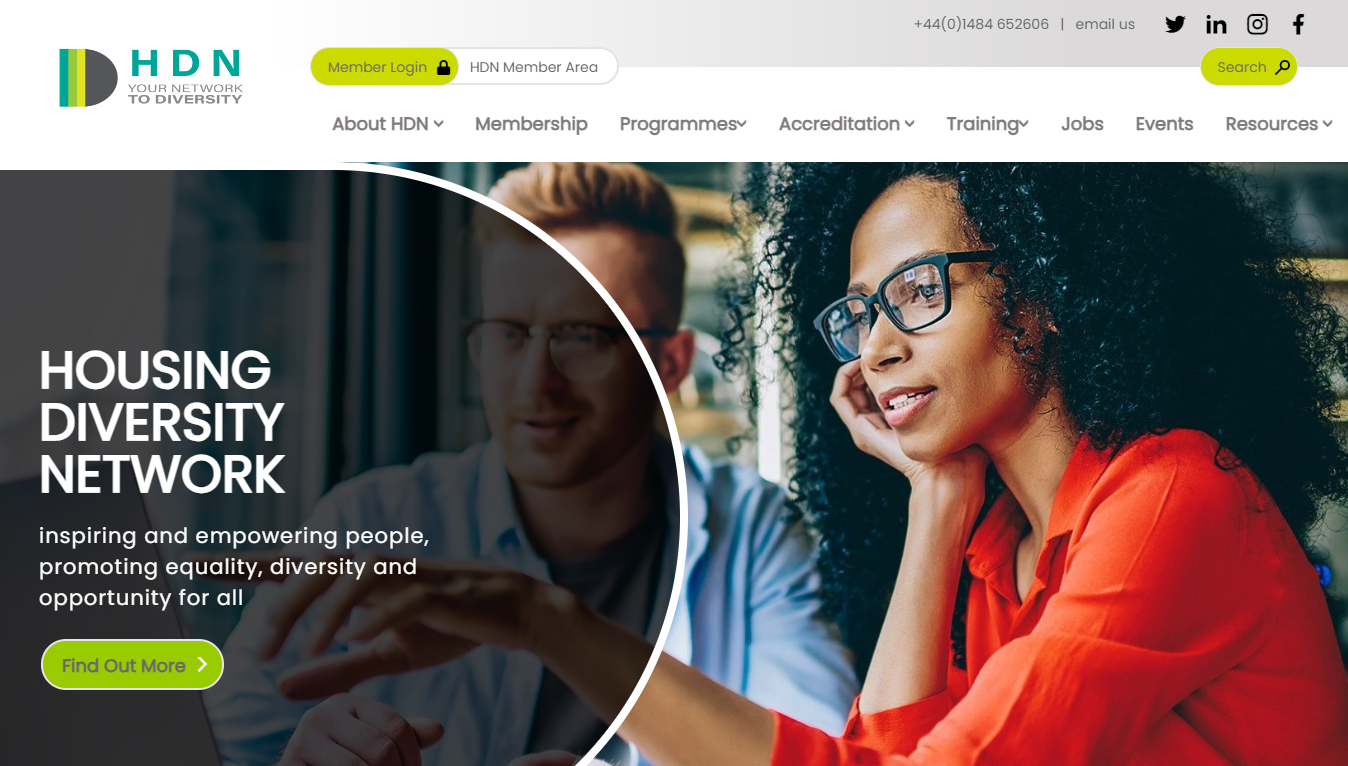 +44(0)1484 652606 | email us
HDN
YOUR NETWORK
TO DIVERSITY
Member Login
HDN Member Area
Search
About HDN Membership Programmes Accreditation Training Jobs Events Resources
HOUSING
DIVERSITY
NETWORK
inspiring and empowering people,
promoting equality, diversity and
opportunity for all
Find Out More